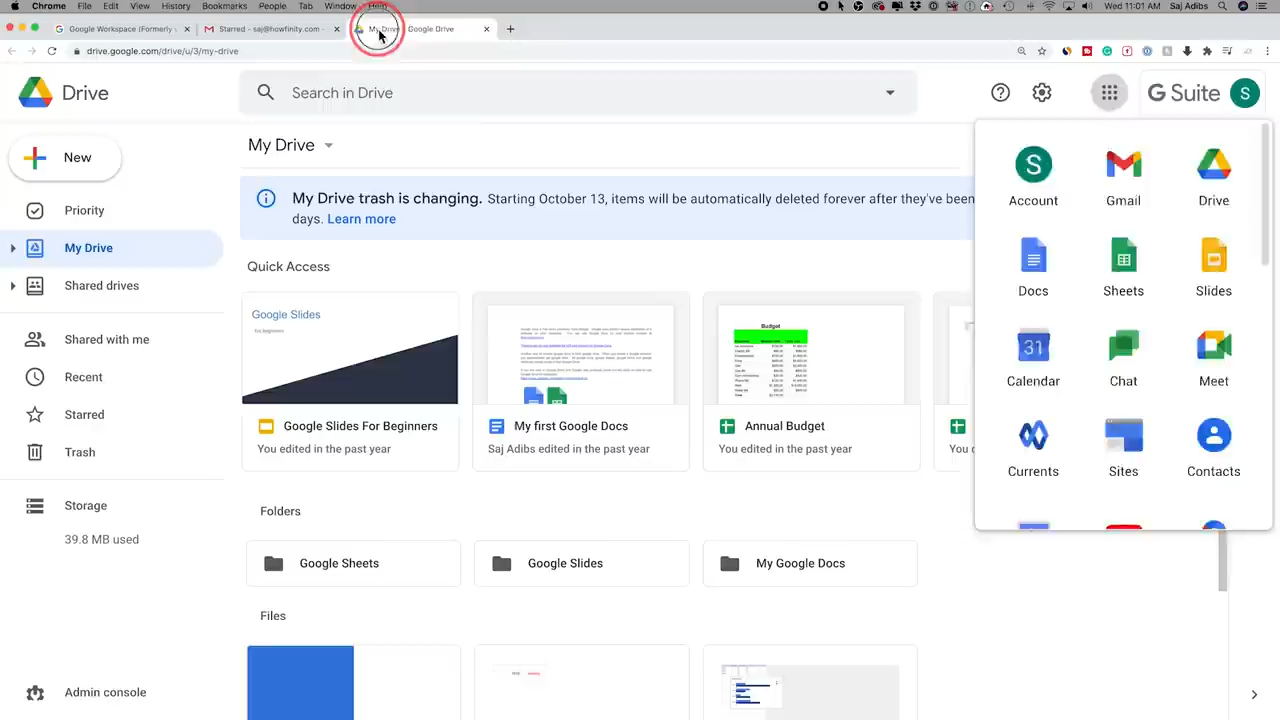 Chrome File Edit View History Bookmarks People Tab Window Help
11 Wed Nov 11 11:01 AM Saj Adibs
Google Workspace (Formerly
Starred - saj@howfinity.com -
My Drive - Google Drive
drive.google.com/drive/u/3/my-drive
Drive
Search in Drive
G Suite S
New
My Drive
My Drive trash is changing. Starting October 13, items will be automatically deleted forever after they've been
days. Learn more
Priority
My Drive
Shared drives
Shared with me
Recent
Starred
Trash
Storage
39.8 MB used
Admin console
Quick Access
Google Slides
For beginners
Budget
Google Slides For Beginners
You edited in the past year
My first Google Docs
Saj Adibs edited in the past year
Annual Budget
You edited in the past year
Folders
Google Sheets
Google Slides
My Google Docs
Files
S
Account
Gmail
Drive
Docs
Sheets
Slides
31
Calendar
Chat
Meet
Currents
Sites
Contacts